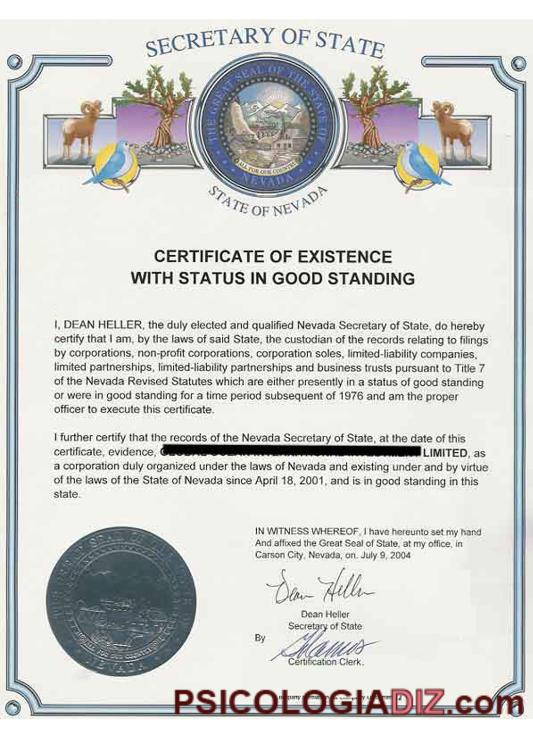 SECRETARY OF STATE
THE GREAT SEAL OF THE STATE OF
ALL FOR OUR COUNTRY
NEVADA
STATE OF NEVADA
CERTIFICATE OF EXISTENCE
WITH STATUS IN GOOD STANDING
I, DEAN HELLER, the duly elected and qualified Nevada Secretary of State, do hereby
certify that I am, by the laws of said State, the custodian of the records relating to filings
by corporations, non-profit corporations, corporation soles, limited-liability companies,
limited partnerships, limited-liability partnerships and business trusts pursuant to Title 7
of the Nevada Revised Statutes which are either presently in a status of good standing
or were in good standing for a time period subsequent of 1976 and am the proper
officer to execute this certificate.
I further certify that the records of the Nevada Secretary of State, at the date of this
certificate, evidence, LIMITED, as
a corporation duly organized under the laws of Nevada and existing under and by virtue
of the laws of the State of Nevada since April 18, 2001, and is in good standing in this
state.
IN WITNESS WHEREOF, I have hereunto set my hand
And affixed the Great Seal of State, at my office, in
Carson City, Nevada, on. July 9, 2004
Dean Heller
Dean Heller
Secretary of State
By
Certification Clerk.
ALL FOR OUR COUNTRY
NEVADA
PSICOLOGIADIZ.com